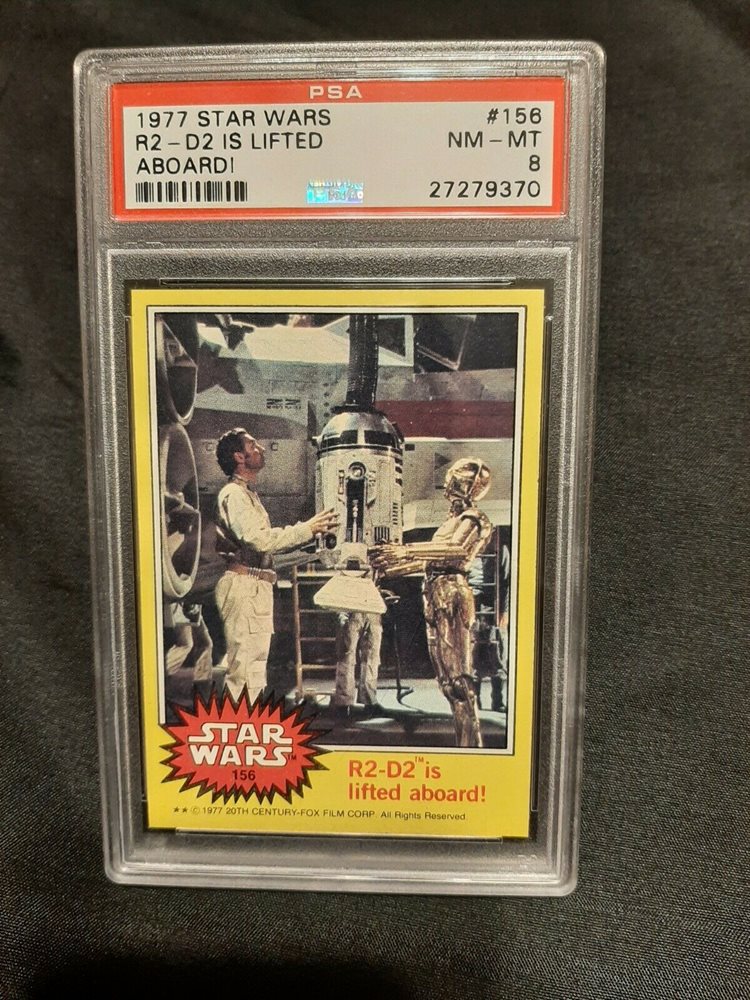 PSA
1977 STAR WARS #156
R2-D2 IS LIFTED NM-MT
ABOARD! 8
27279370
STAR
WARS™
156
R2-D2™ is
lifted aboard!
★★ © 1977 20TH CENTURY-FOX FILM CORP. All Rights Reserved.